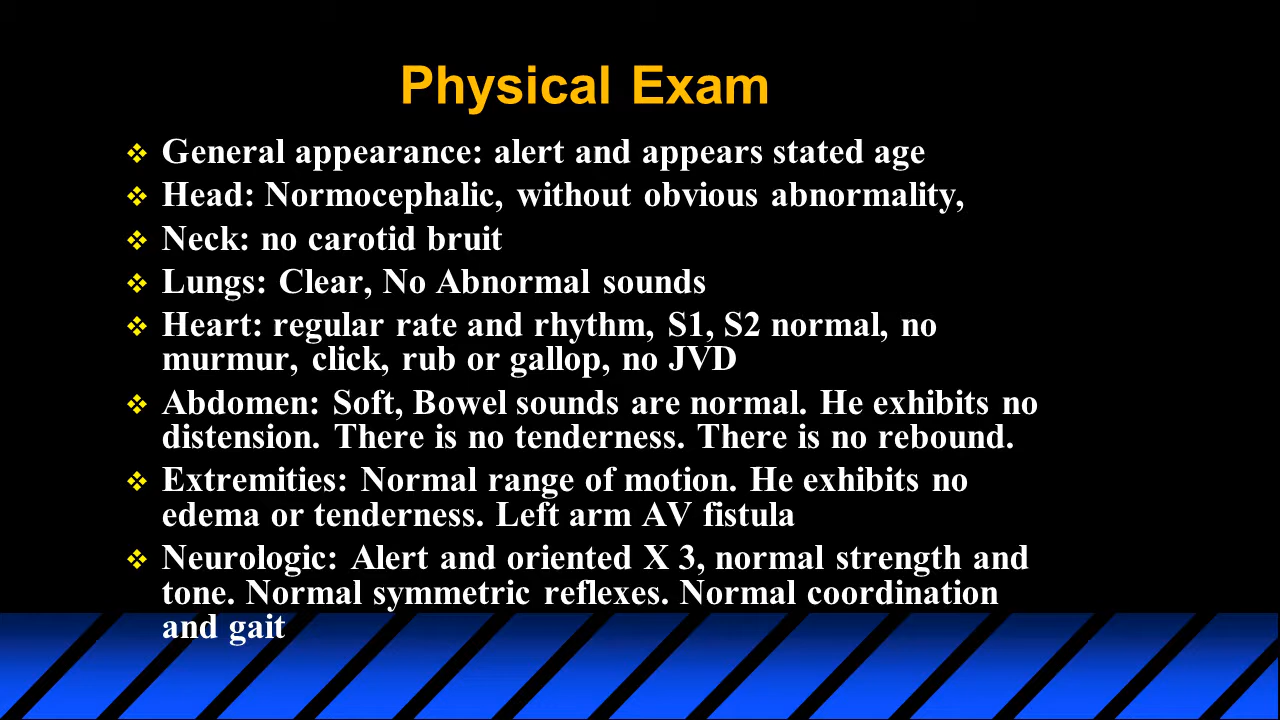 Physical Exam
❖ General appearance: alert and appears stated age
❖ Head: Normocephalic, without obvious abnormality,
❖ Neck: no carotid bruit
❖ Lungs: Clear, No Abnormal sounds
❖ Heart: regular rate and rhythm, S1, S2 normal, no
murmur, click, rub or gallop, no JVD
❖ Abdomen: Soft, Bowel sounds are normal. He exhibits no
distension. There is no tenderness. There is no rebound.
❖ Extremities: Normal range of motion. He exhibits no
edema or tenderness. Left arm AV fistula
❖ Neurologic: Alert and oriented X 3, normal strength and
tone. Normal symmetric reflexes. Normal coordination
and gait